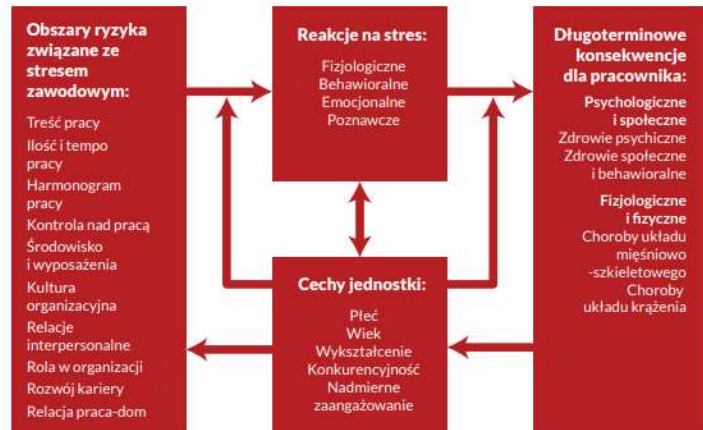 Obszary ryzyka
związane ze
stresem
zawodowym:
Treść pracy
Ilość i tempo
pracy
Harmonogram
pracy
Kontrola nad pracą
Środowisko
i wyposażenia
Kultura
organizacyjna
Relacje
interpersonalne
Rola w organizacji
Rozwój kariery
Relacja praca-dom
Reakcje na stres:
Fizjologiczne
Behawioralne
Emocjonalne
Poznawcze
Cechy jednostki:
Płeć
Wiek
Wykształcenie
Konkurencyjność
Nadmierne
zaangażowanie
Długoterminowe
konsekwencje
dla pracownika:
Psychologiczne
i społeczne
Zdrowie psychiczne
Zdrowie społeczne
i behawioralne
Fizjologiczne
i fizyczne
Choroby układu
mięśniowo
-szkieletowego
Choroby
układu krążenia